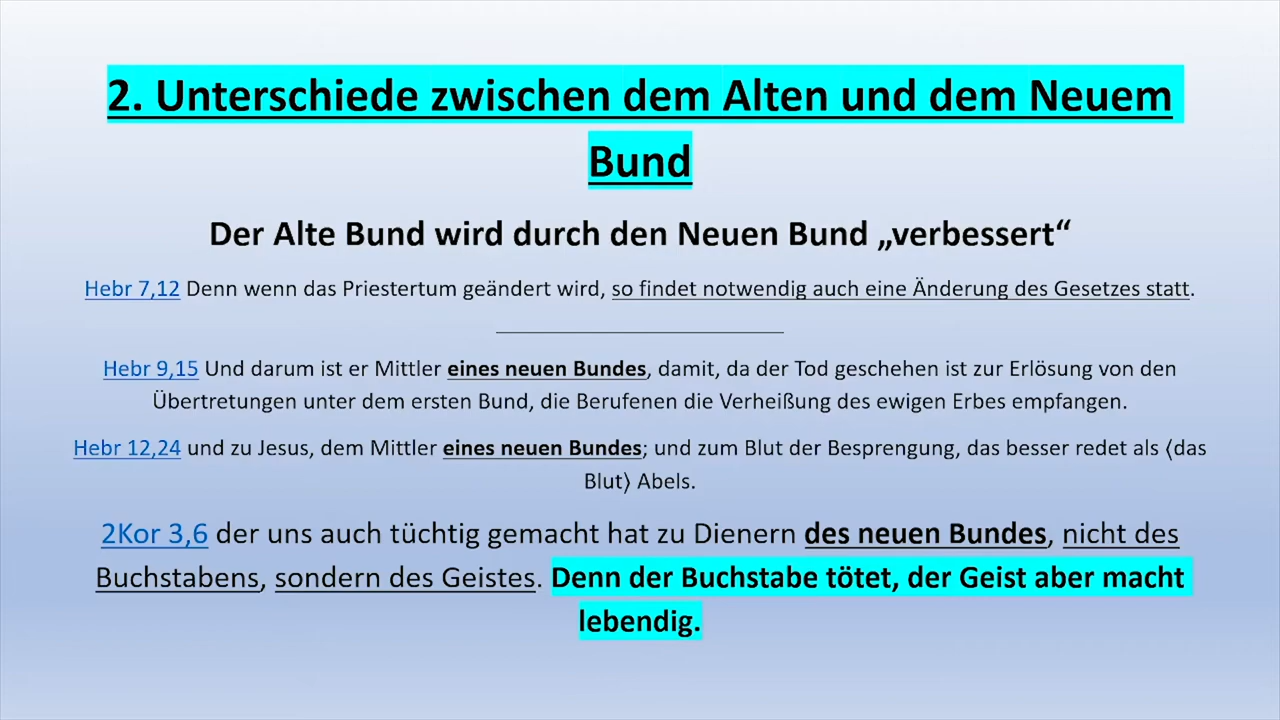 2. Unterschiede zwischen dem Alten und dem Neuem
Bund
Der Alte Bund wird durch den Neuen Bund „verbessert“
Hebr 7,12 Denn wenn das Priestertum geändert wird, so findet notwendig auch eine Änderung des Gesetzes statt.
Hebr 9,15 Und darum ist er Mittler eines neuen Bundes, damit, da der Tod geschehen ist zur Erlösung von den
Übertretungen unter dem ersten Bund, die Berufenen die Verheißung des ewigen Erbes empfangen.
Hebr 12,24 und zu Jesus, dem Mittler eines neuen Bundes; und zum Blut der Besprengung, das besser redet als ⟨das
Blut⟩ Abels.
2Kor 3,6 der uns auch tüchtig gemacht hat zu Dienern des neuen Bundes, nicht des
Buchstabens, sondern des Geistes. Denn der Buchstabe tötet, der Geist aber macht
lebendig.